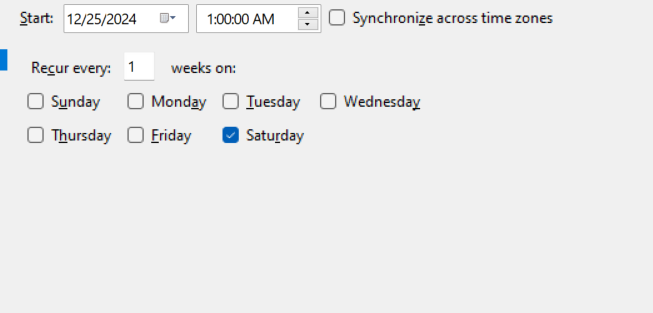 Start: 12/25/2024 1:00:00 AM Synchronize across time zones
Recur every: 1 weeks on:
Sunday Monday Tuesday Wednesday
Thursday Friday Saturday